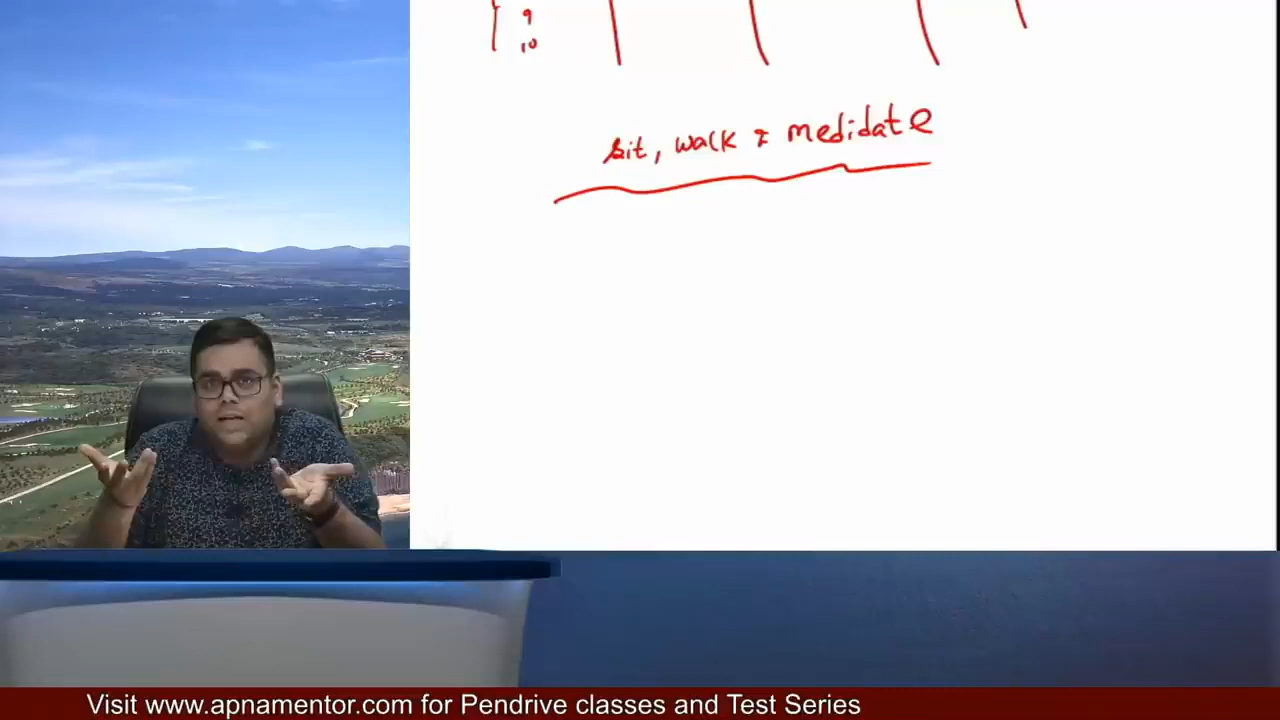 9
10
sit, walk & medidate
Visit www.apnamentor.com for Pendrive classes and Test Series